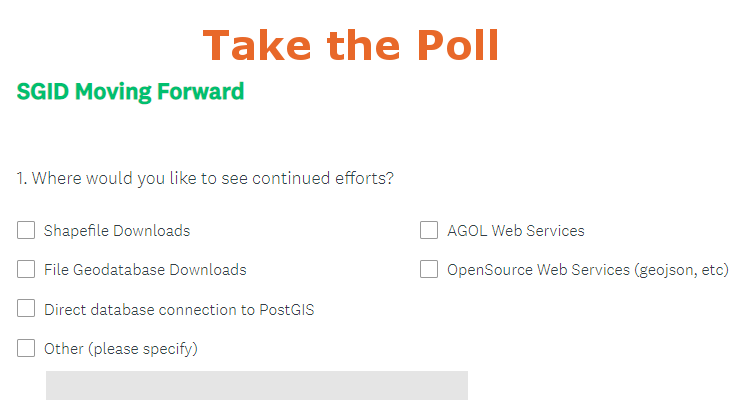 Take the Poll
SGID Moving Forward
1. Where would you like to see continued efforts?
Shapefile Downloads
AGOL Web Services
File Geodatabase Downloads
OpenSource Web Services (geojson, etc)
Direct database connection to PostGIS
Other (please specify)